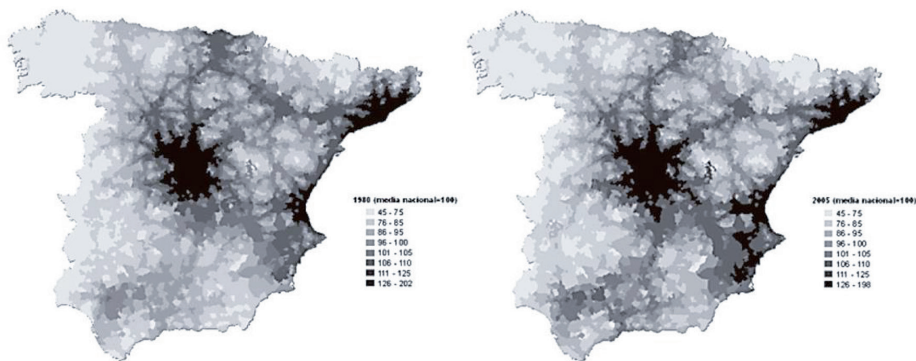 1980 (media nacional=100)
45 - 75
76 - 85
86 - 95
96 - 100
101 - 105
106 - 110
111 - 125
126 - 202
2005 (media nacional=100)
45 - 75
76 - 85
86 - 95
96 - 100
101 - 105
106 - 110
111 - 125
126 - 198